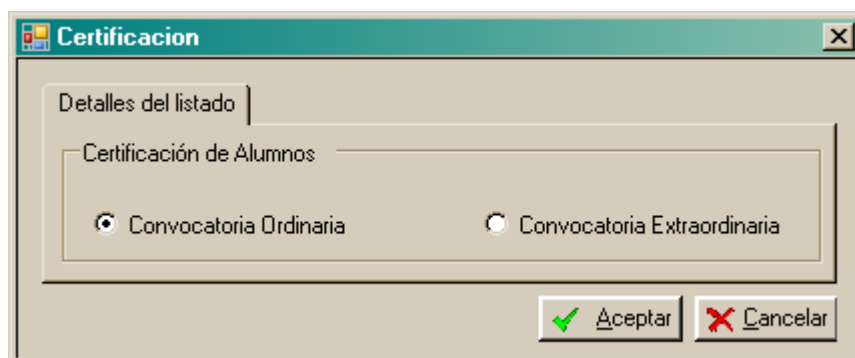 Certificacion
Detalles del listado
Certificación de Alumnos
Convocatoria Ordinaria Convocatoria Extraordinaria
Aceptar Cancelar